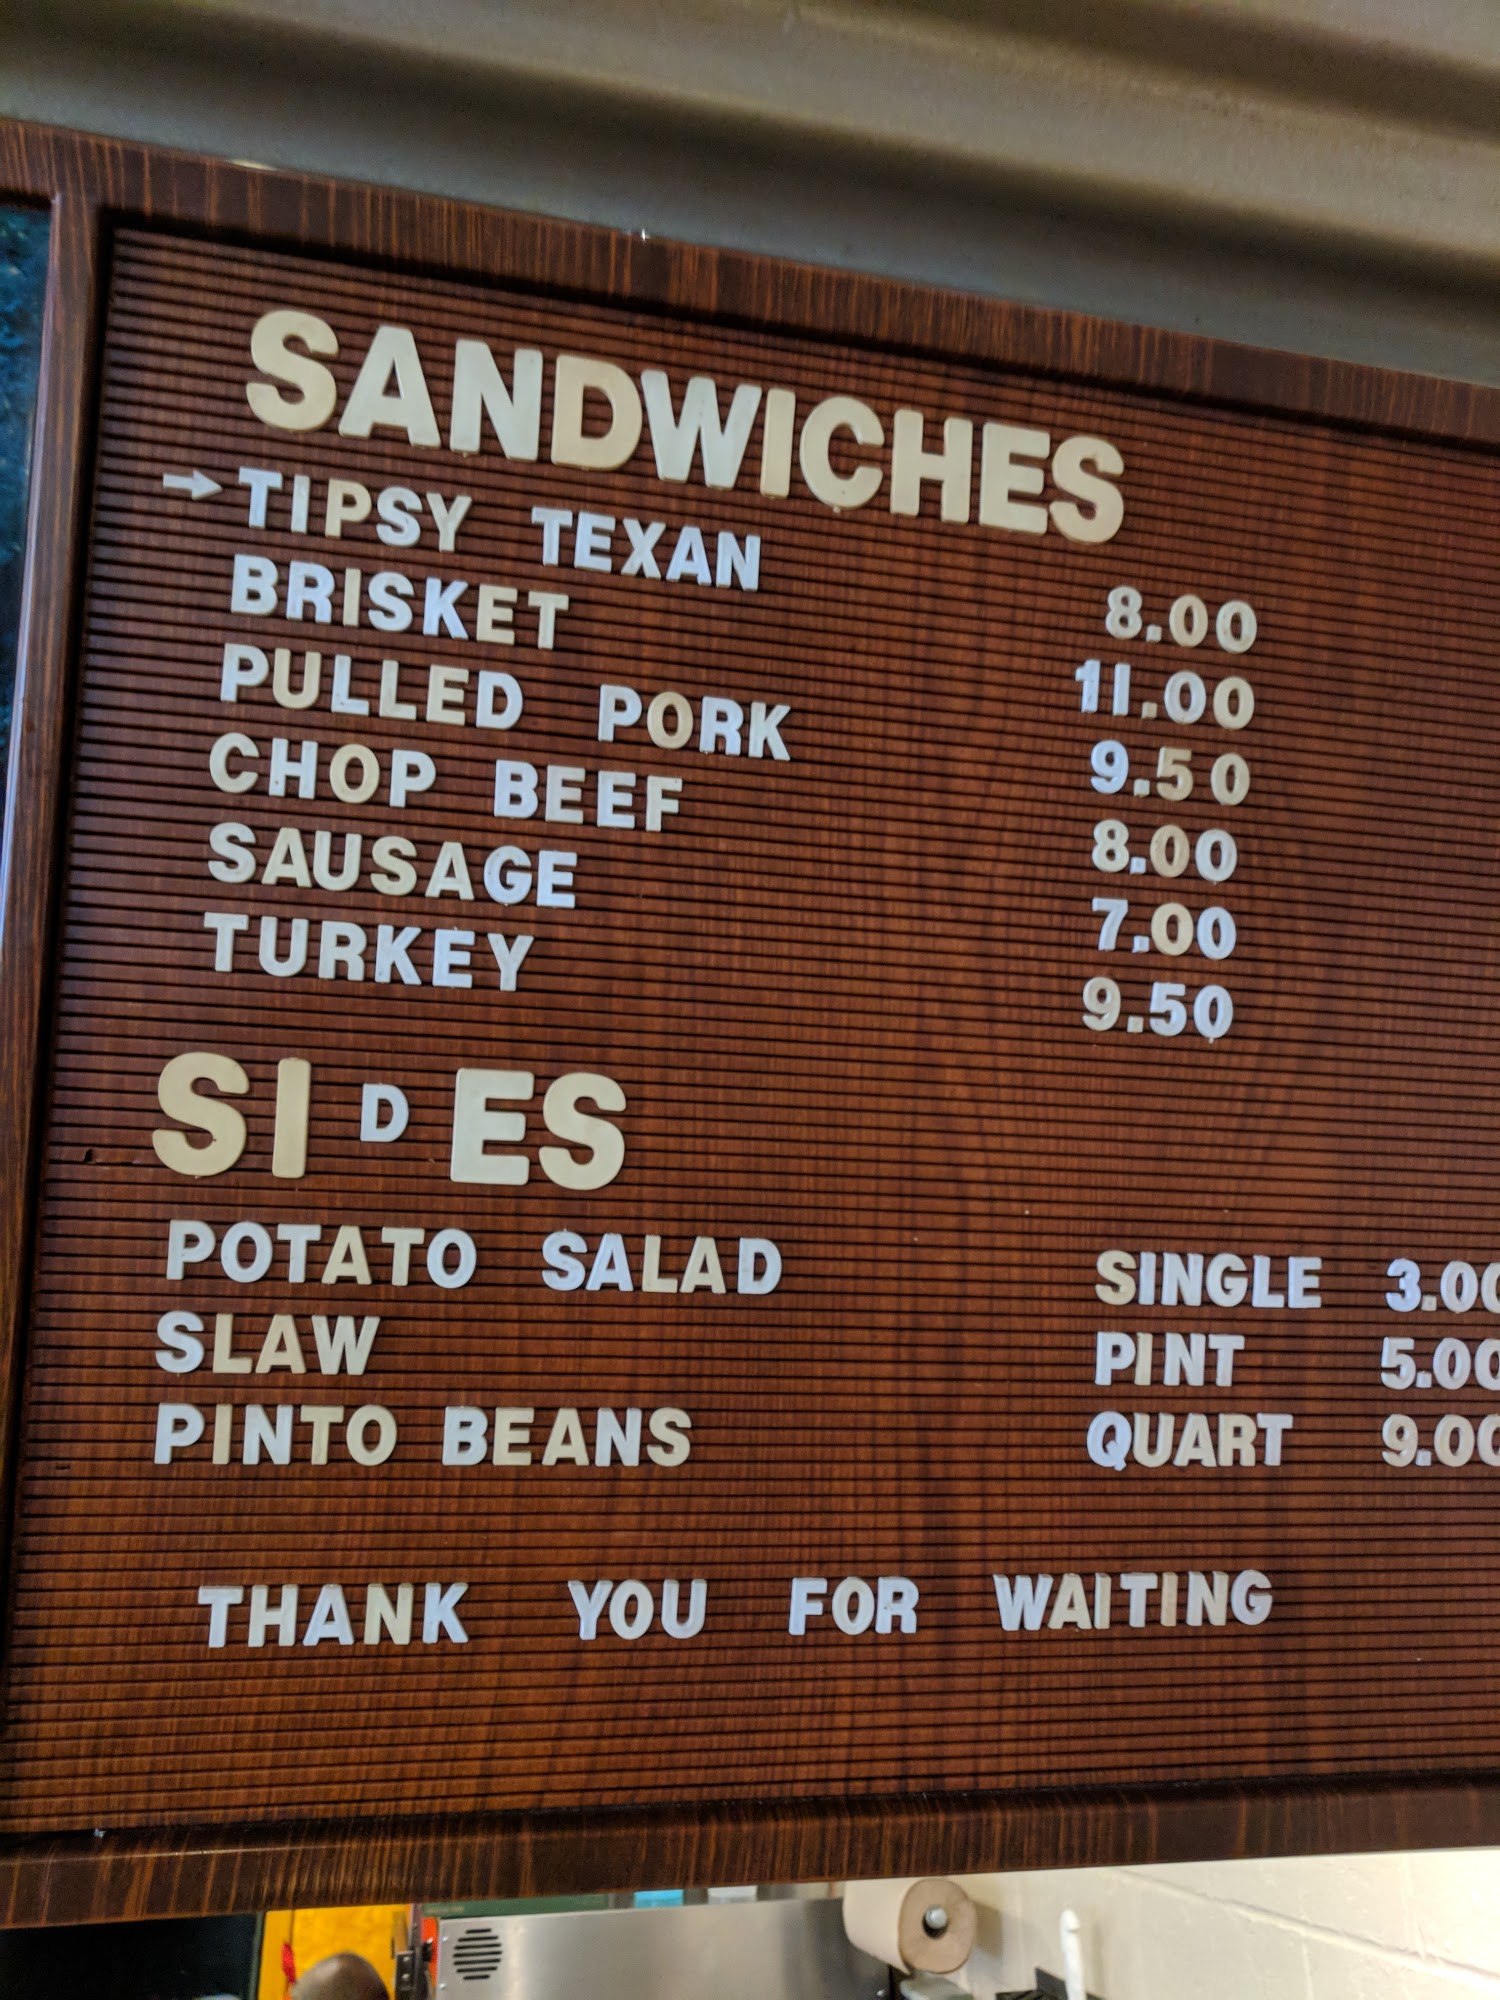 SANDWICHES
→TIPSY TEXAN 8.00
BRISKET 11.00
PULLED PORK 9.50
CHOP BEEF 8.00
SAUSAGE 7.00
TURKEY 9.50
SIDES
POTATO SALAD SINGLE 3.00
SLAW PINT 5.00
PINTO BEANS QUART 9.00
THANK YOU FOR WAITING